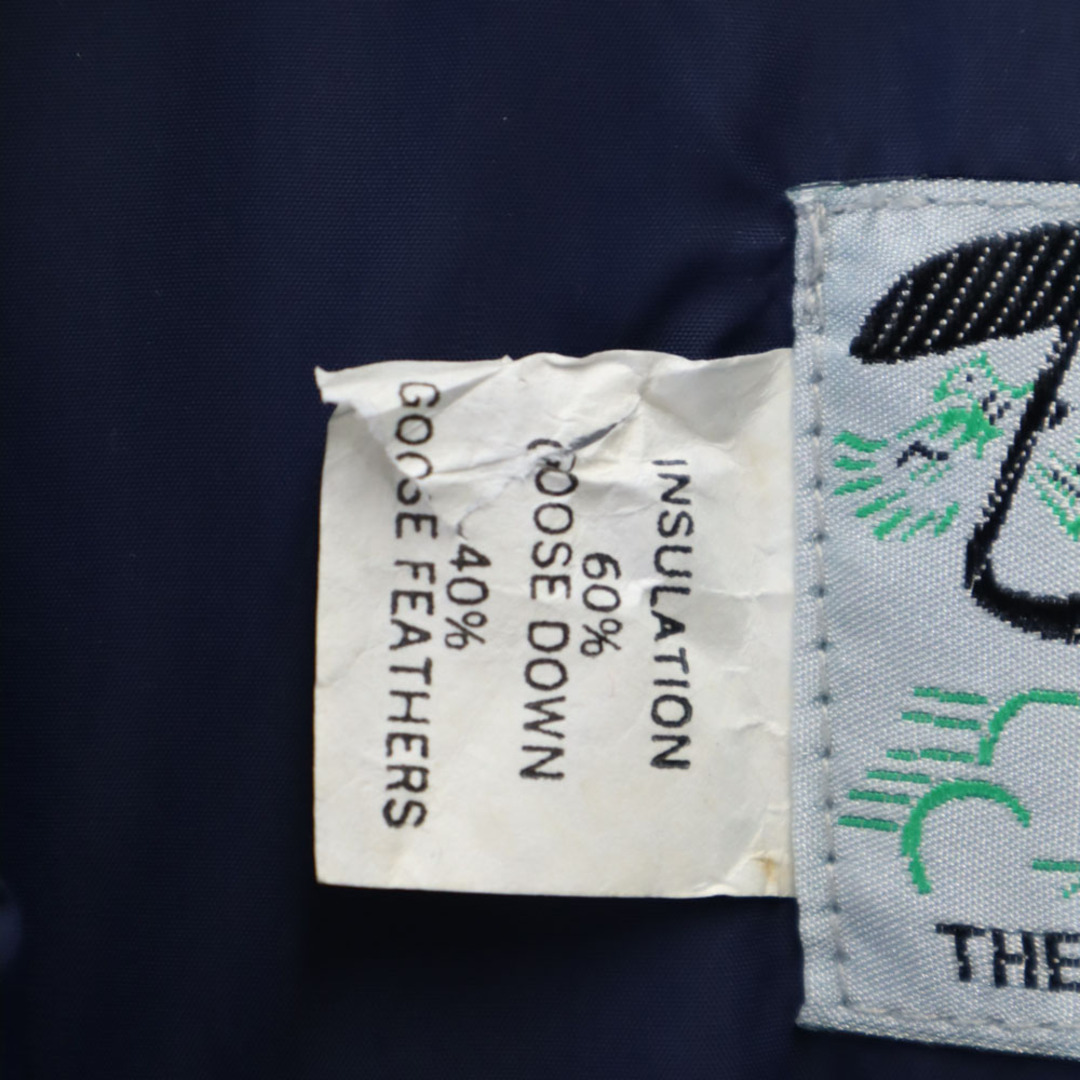 INSULATION
60%
GOOSE DOWN
40%
GOOSE FEATHERS
THE